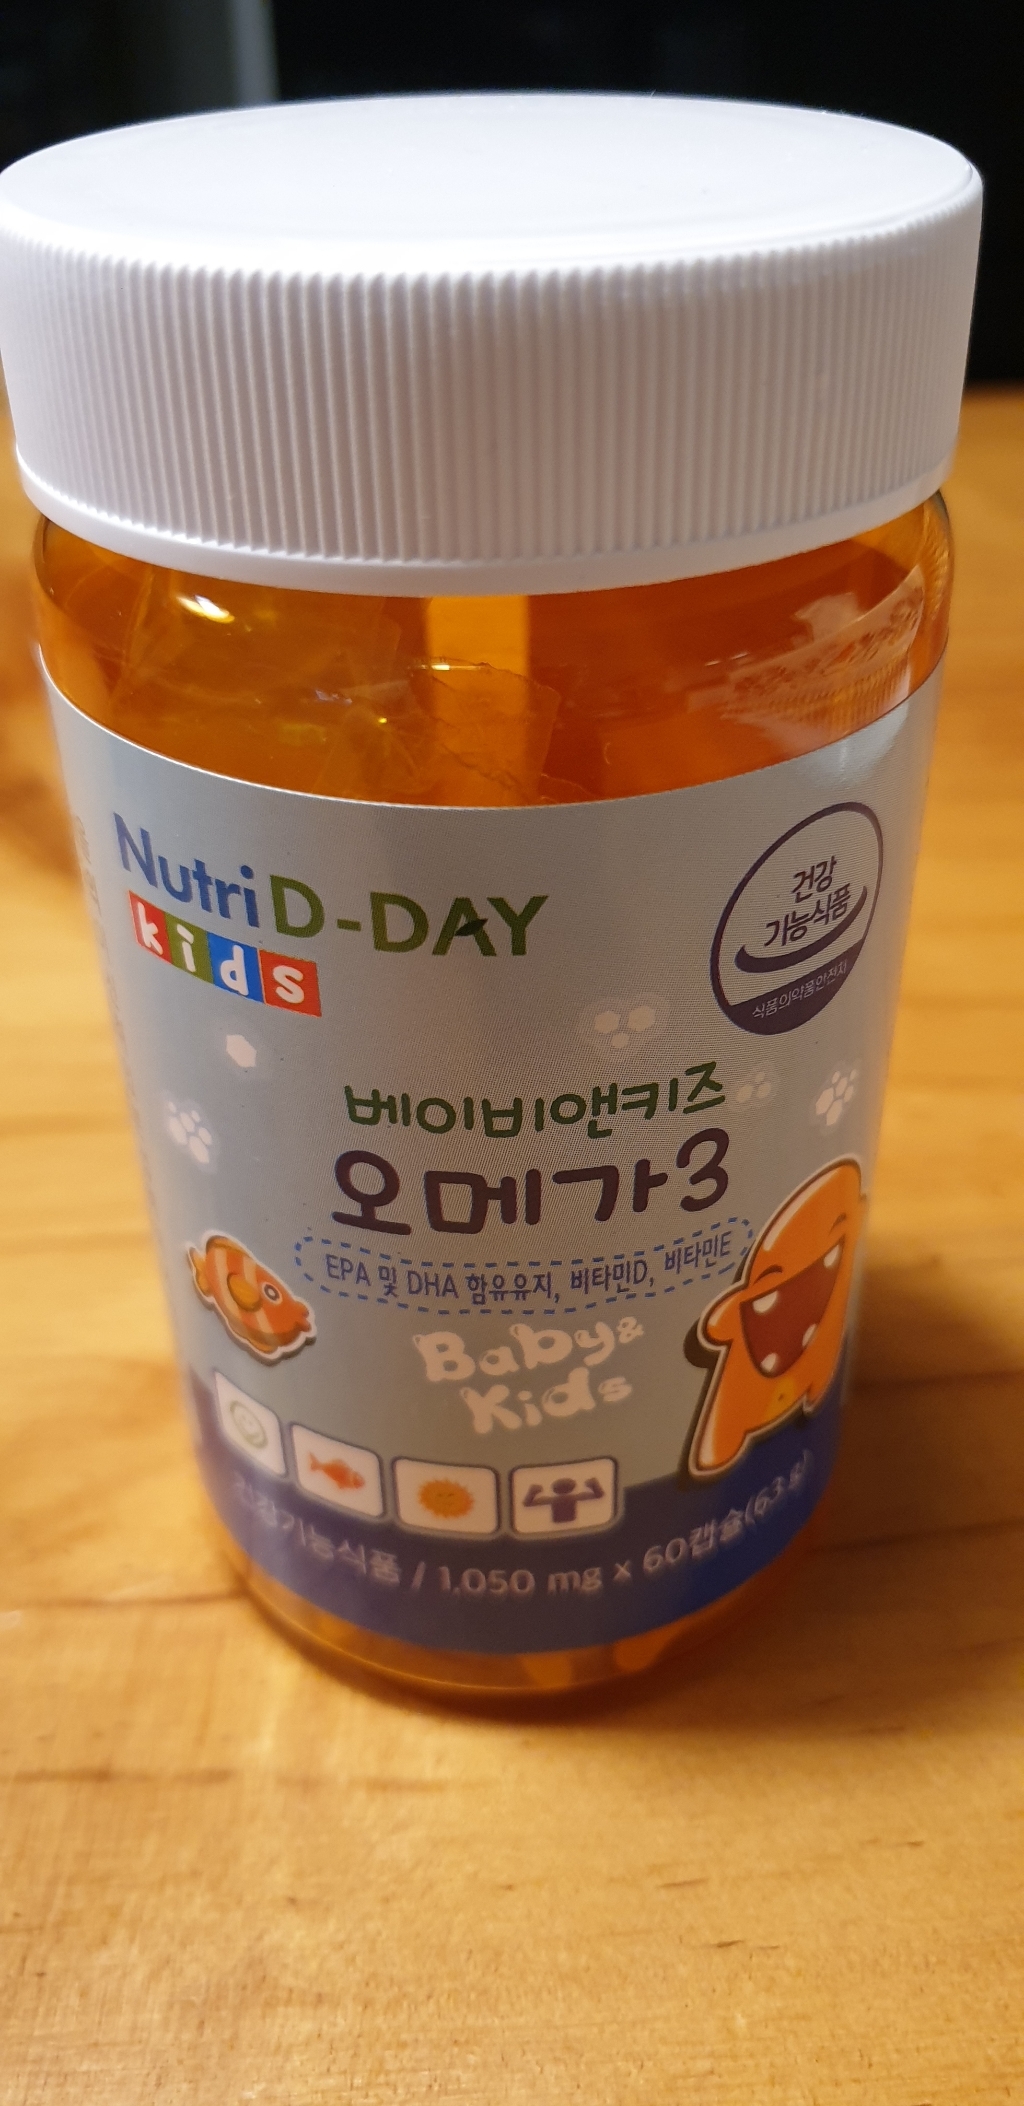 Nutri D-DAY
kids
건강
기능식품
식품의약품안전처
베이비앤키즈
오메가3
EPA 및 DHA 함유유지, 비타민D, 비타민E
Baby&
Kids
건강기능식품 / 1,050 mg x 60캡슐(63 g)